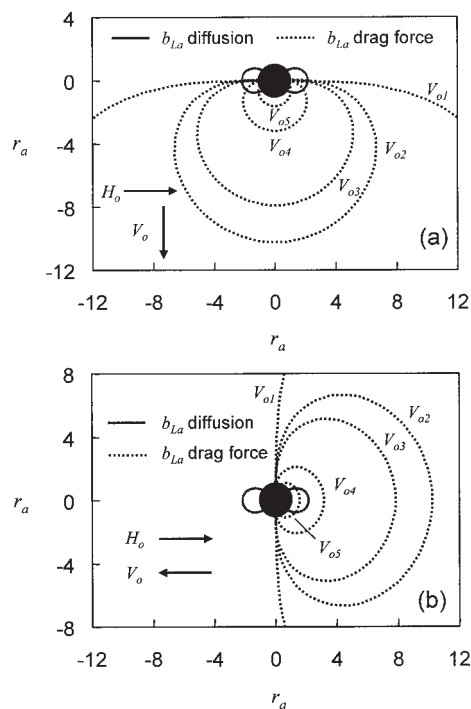 b_La diffusion b_La drag force
0
-4
-8
-12
r_a
V_o1
V_o5
V_o4
V_o2
V_o3
H_o
V_o
(a)
-12 -8 -4 0 4 8 12
r_a
8
4
0
-4
-8
r_a
V_o1
V_o2
b_La diffusion
V_o3
b_La drag force
V_o4
H_o
V_o5
V_o
(b)
-12 -8 -4 0 4 8 12
r_a